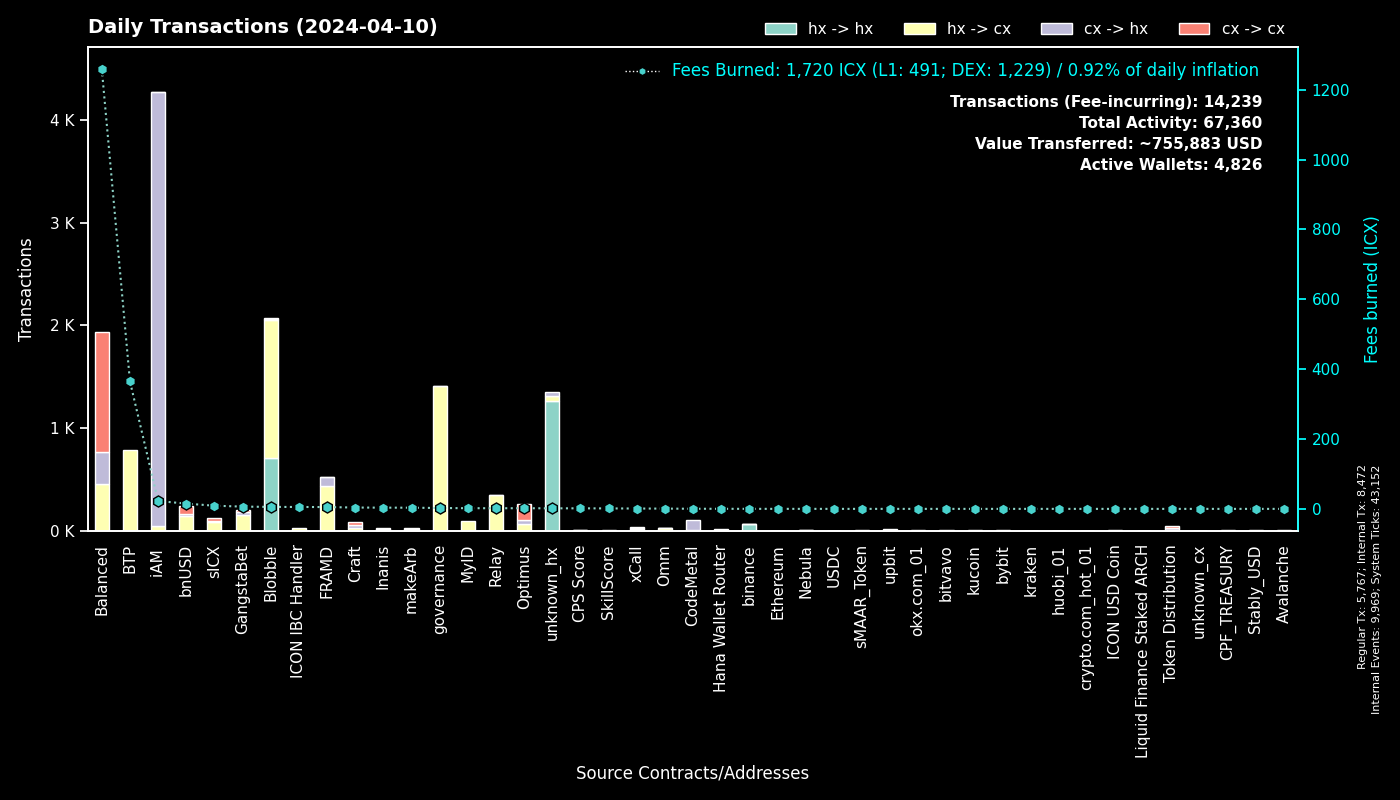 Daily Transactions (2024-04-10)
hx -> hx
hx -> cx
cx -> hx
cx -> cx
Fees Burned: 1,720 ICX (L1: 491; DEX: 1,229) / 0.92% of daily inflation
Transactions (Fee-incurring): 14,239
Total Activity: 67,360
Value Transferred: ~755,883 USD
Active Wallets: 4,826
Transactions
4 K
3 K
2 K
1 K
0 K
1200
1000
800
600
400
200
0
Fees burned (ICX)
Regular Tx: 5,767, Internal Tx: 8,472
Internal Events: 9,969; System Ticks: 43,152
Balanced
BTP
iAM
bnUSD
sICX
GangstaBet
Blobble
ICON IBC Handler
FRAMD
Craft
Inanis
makeArb
governance
MyID
Relay
Optimus
unknown_hx
CPS Score
SkillScore
xCall
Omm
CodeMetal
Hana Wallet Router
binance
Ethereum
Nebula
USDC
sMAAR_Token
upbit
okx.com_01
bitvavo
kucoin
bybit
kraken
huobi_01
crypto.com_hot_01
ICON USD Coin
Liquid Finance Staked ARCH
Token Distribution
unknown_cx
CPF_TREASURY
Stably_USD
Avalanche
Source Contracts/Addresses